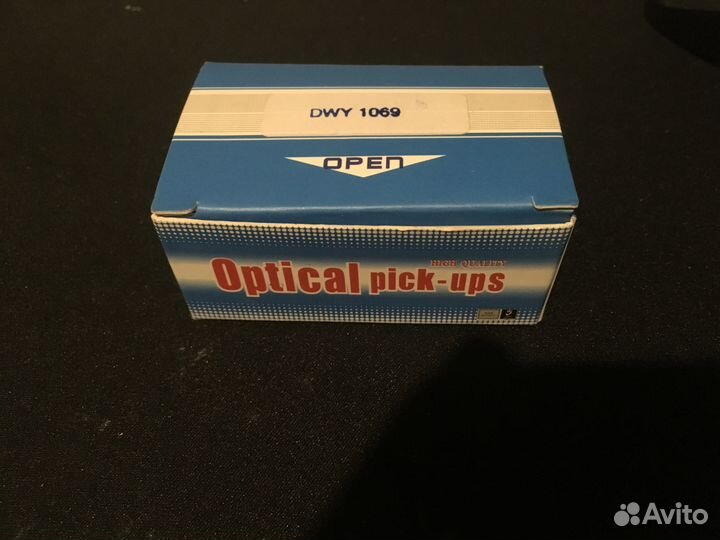 DWY 1069
OPEN
HIGH QUALITY
Optical pick-ups
Avito